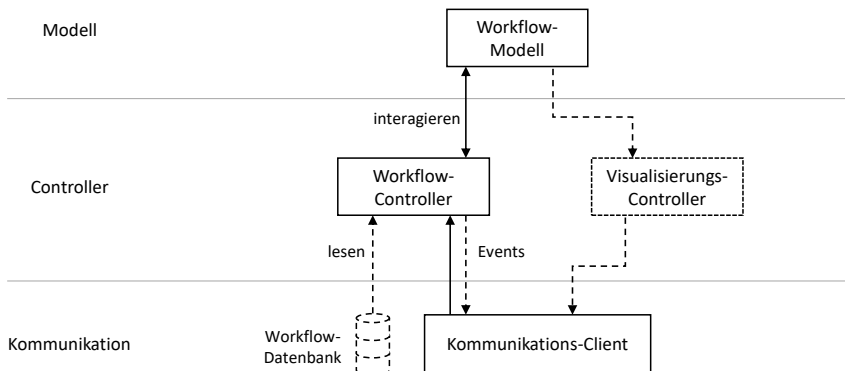 Modell
Workflow-
Modell
interagieren
Controller
Workflow-
Controller
Visualisierungs-
Controller
lesen
Events
Kommunikation
Workflow-
Datenbank
Kommunikations-Client